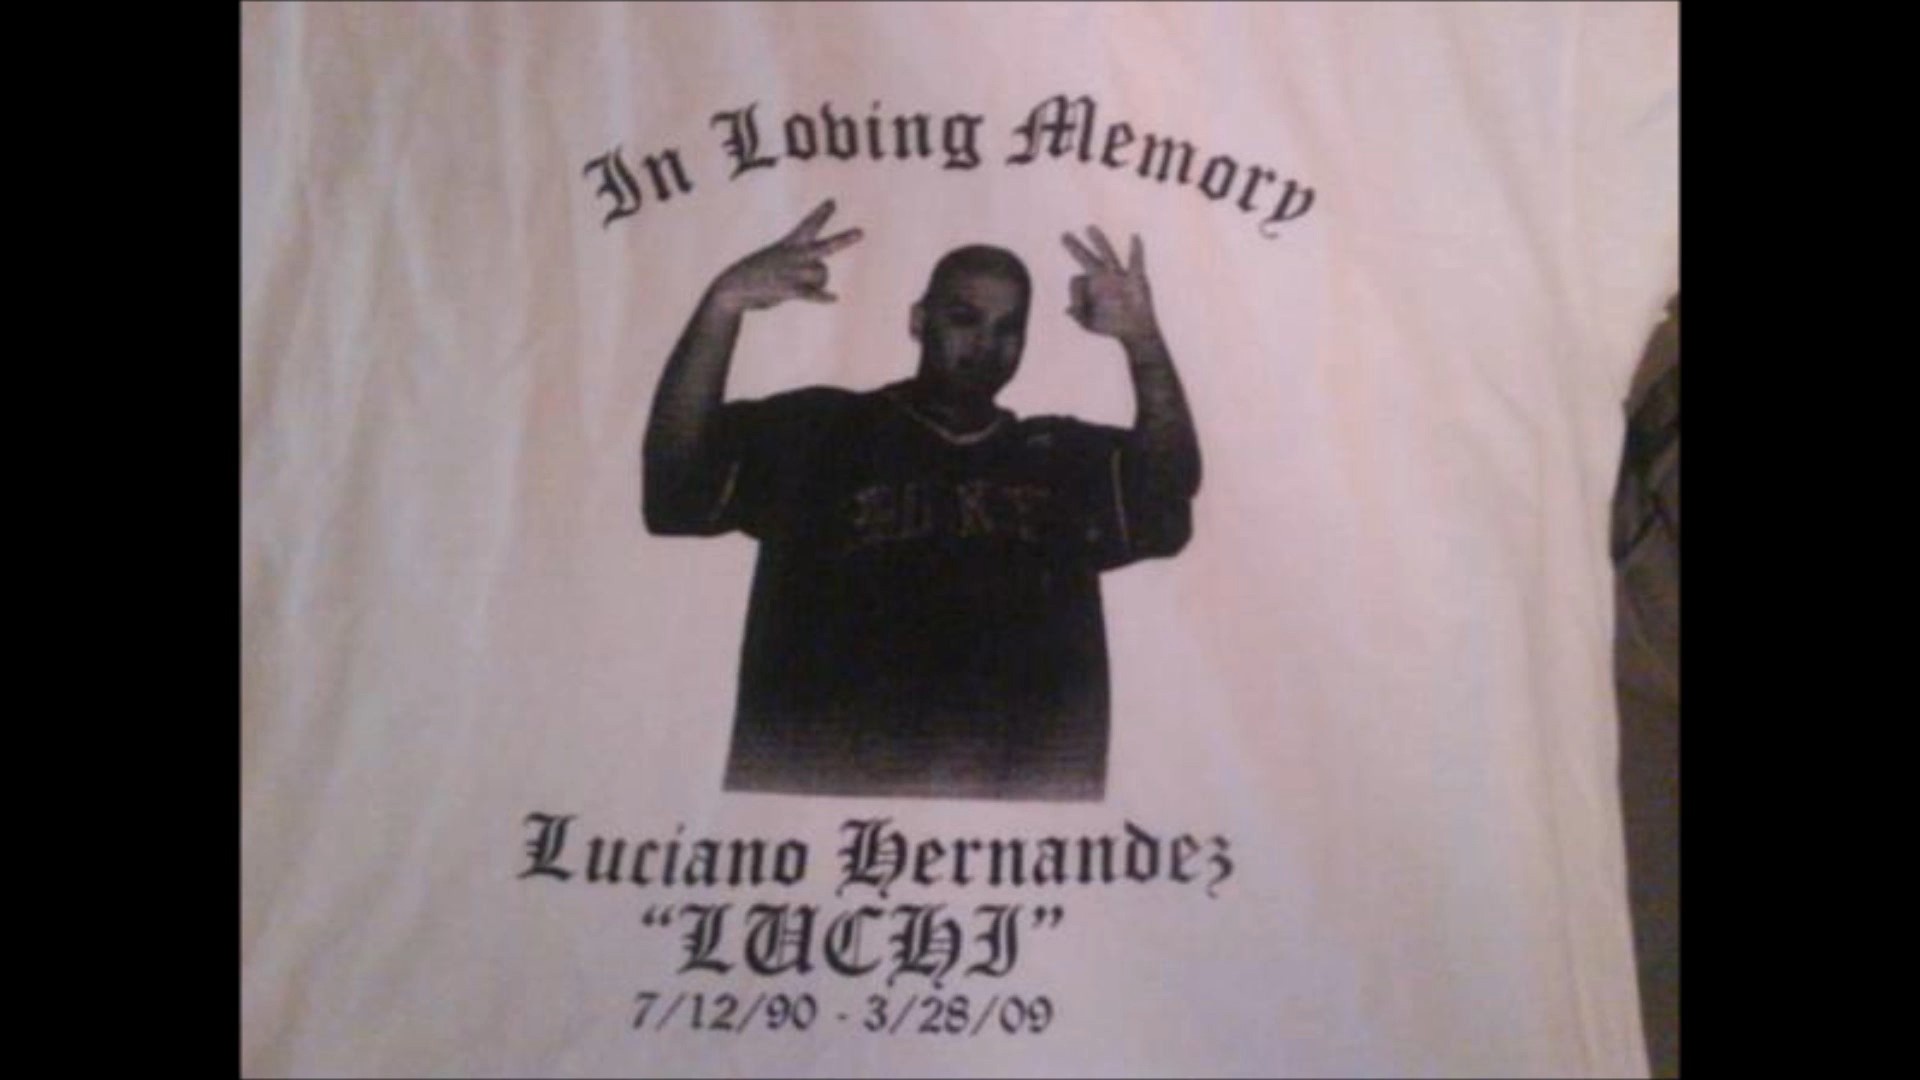 In Loving Memory
Luciano Hernandez
“LUCHI”
7/12/90 - 3/28/09